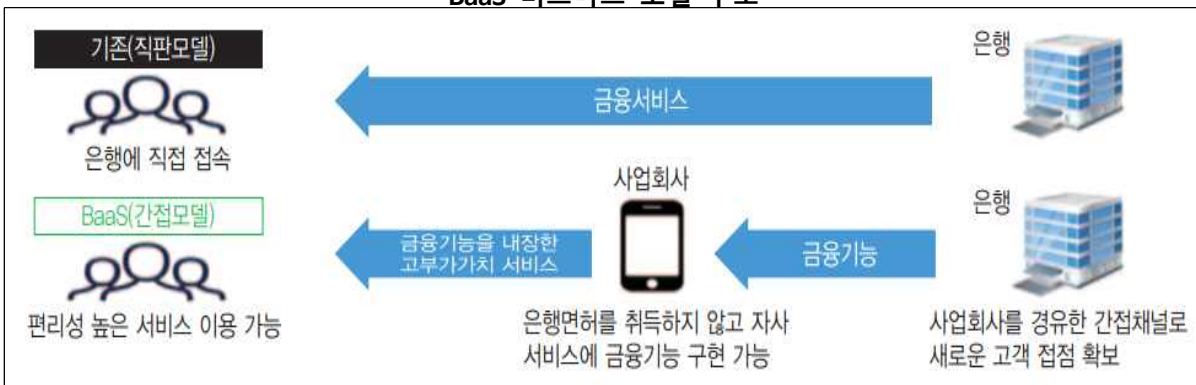 BaaS
기존(직판모델)
은행
금융서비스
은행에 직접 접속
사업회사
은행
BaaS(간접모델)
금융기능을 내장한
고부가가치 서비스
금융기능
편리성 높은 서비스 이용 가능
은행면허를 취득하지 않고 자사
서비스에 금융기능 구현 가능
사업회사를 경유한 간접채널로
새로운 고객 접점 확보